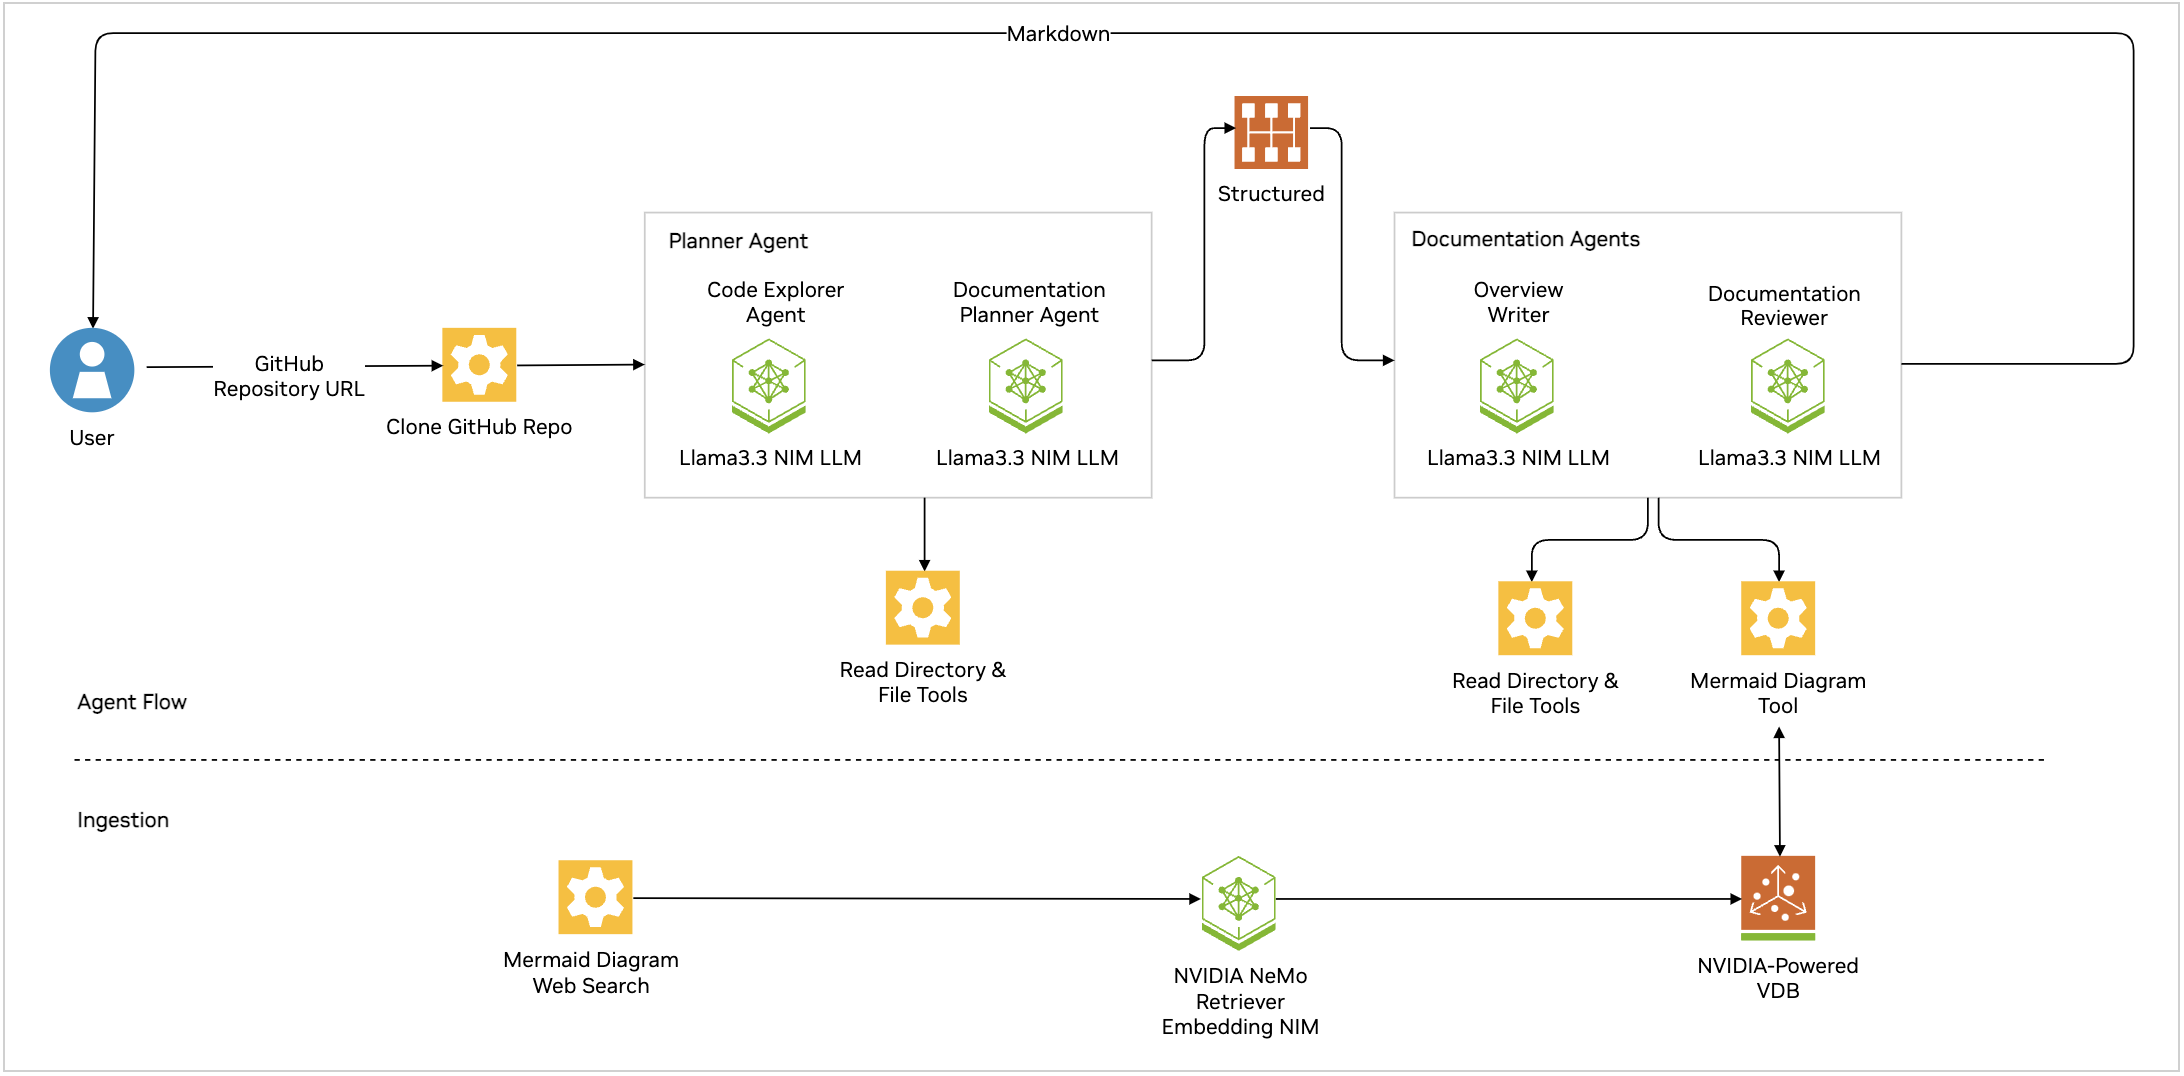 Markdown
Structured
Planner Agent
Code Explorer
Agent
Documentation
Planner Agent
Llama3.3 NIM LLM
Llama3.3 NIM LLM
Documentation Agents
Overview
Writer
Documentation
Reviewer
Llama3.3 NIM LLM
Llama3.3 NIM LLM
GitHub
Repository URL
User
Clone GitHub Repo
Read Directory &
File Tools
Read Directory &
File Tools
Mermaid Diagram
Tool
Agent Flow
Ingestion
Mermaid Diagram
Web Search
NVIDIA NeMo
Retriever
Embedding NIM
NVIDIA-Powered
VDB